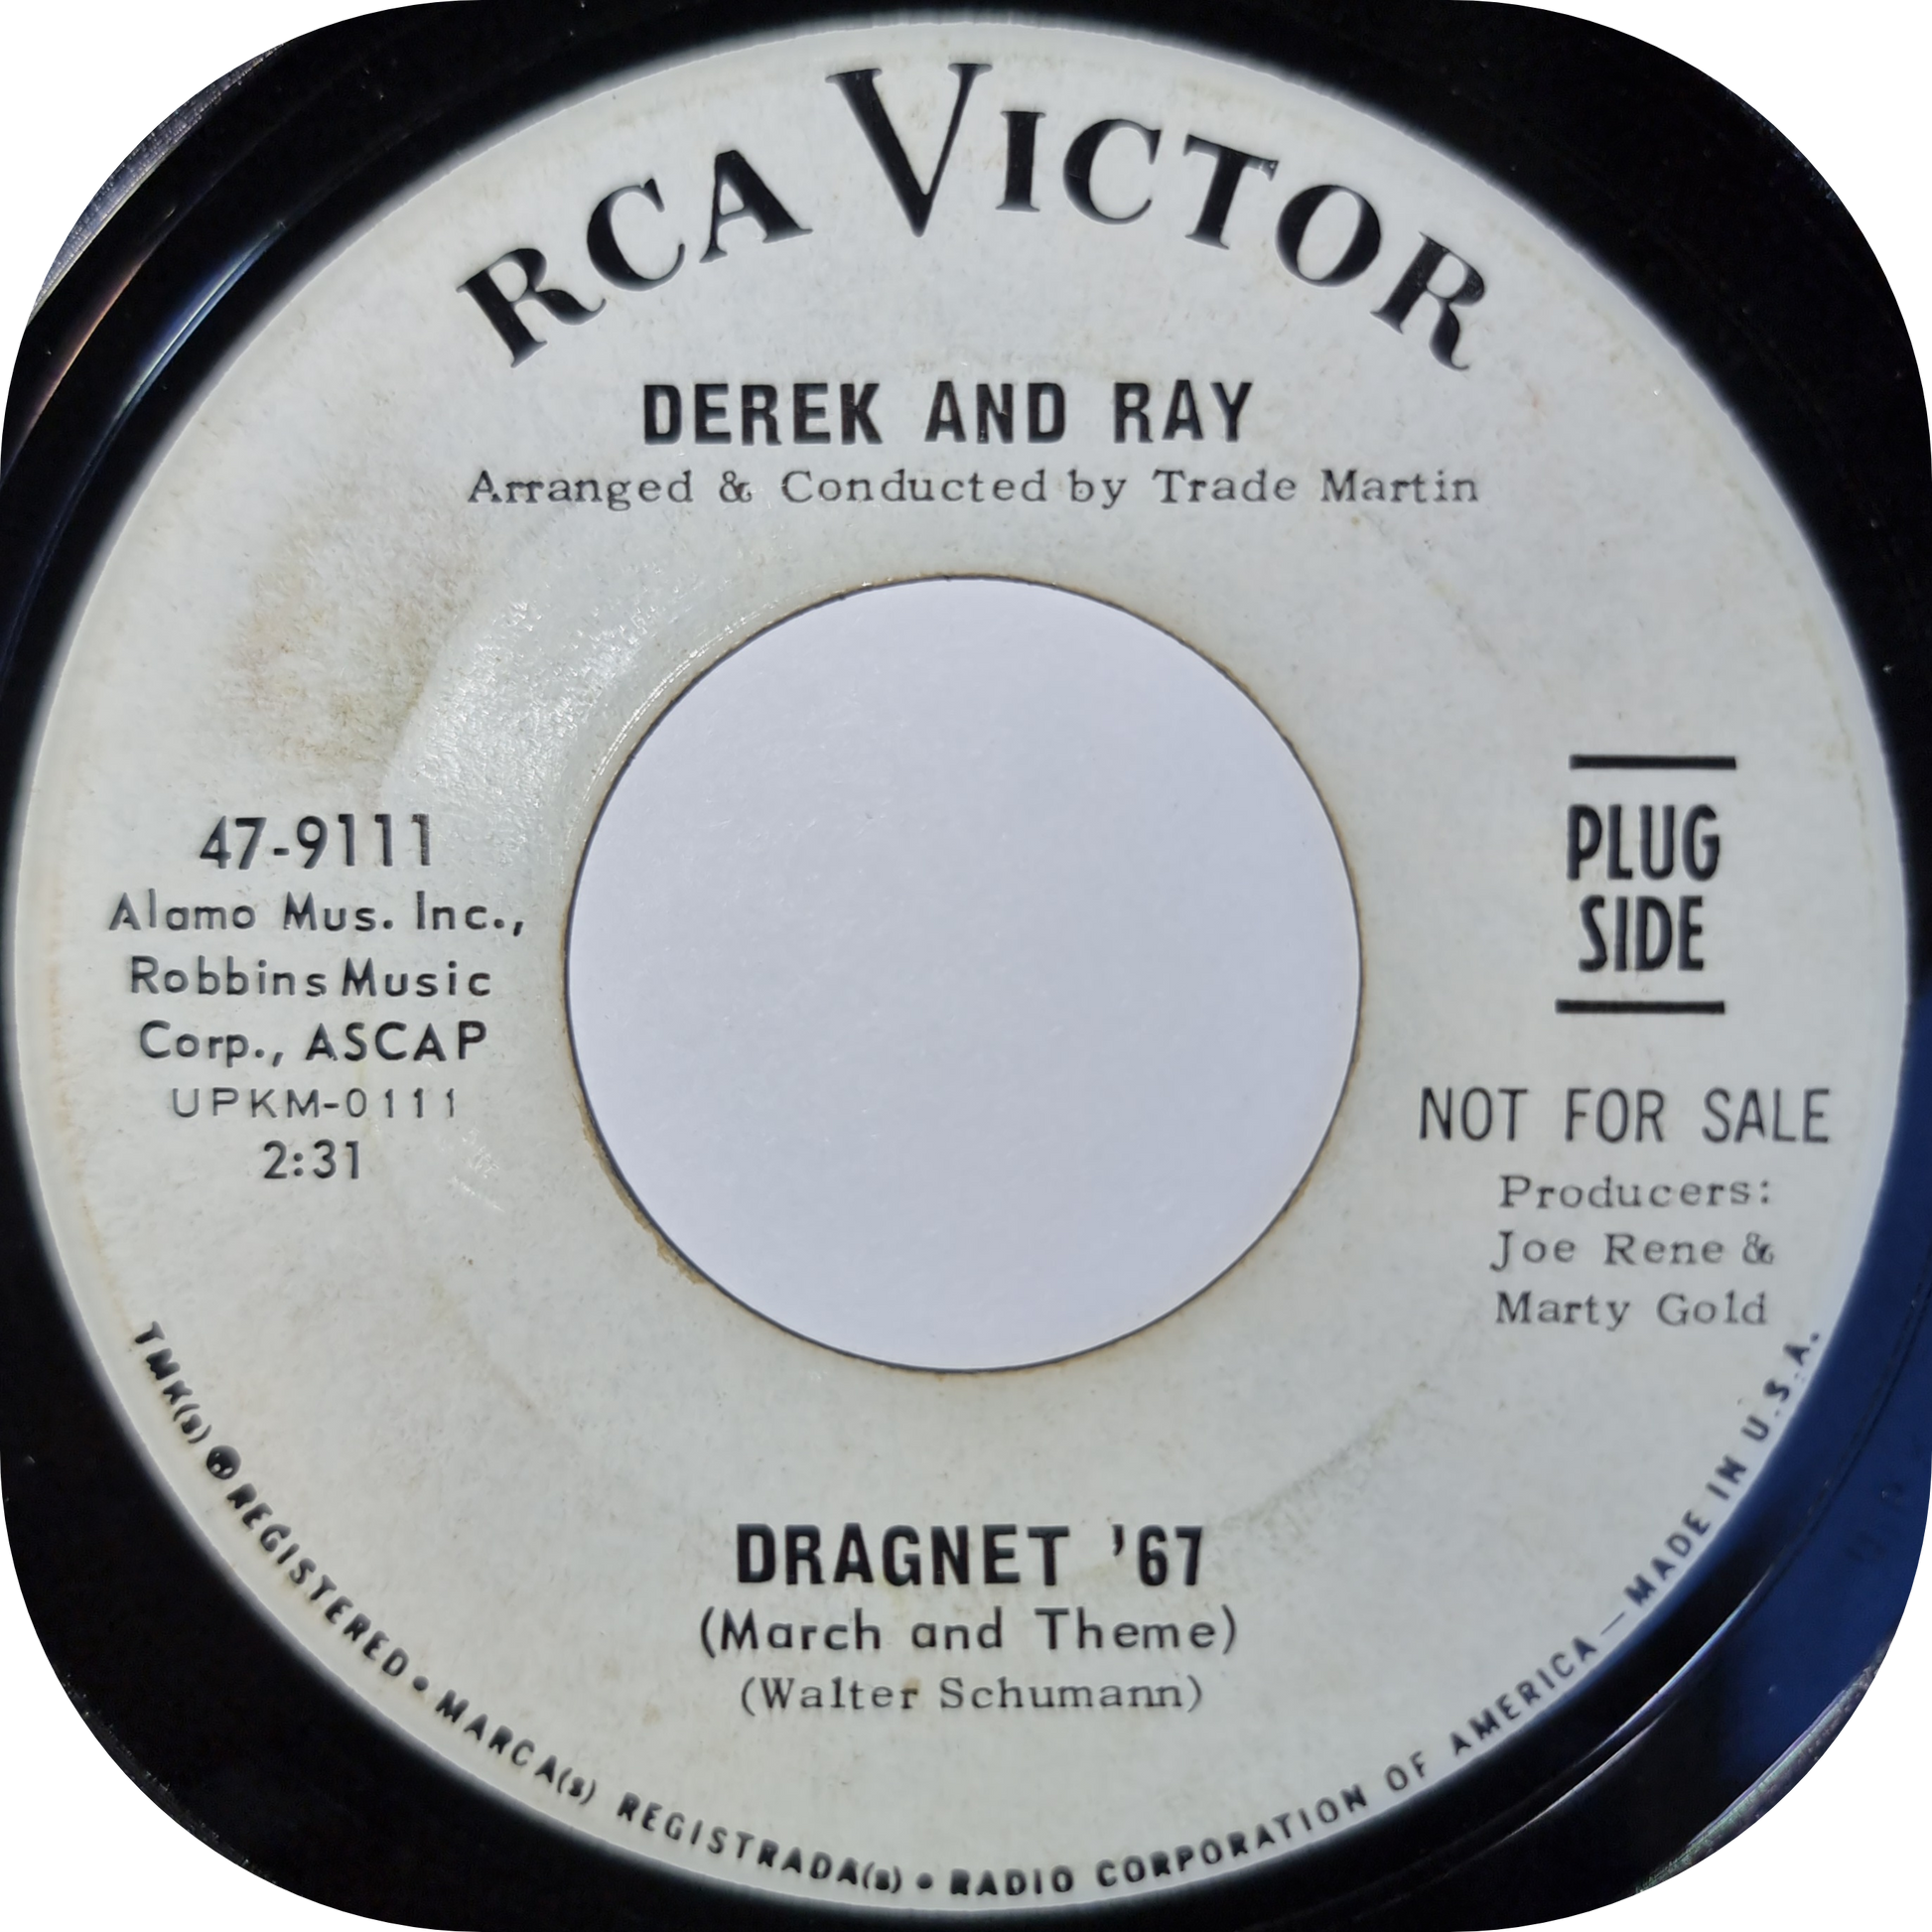 RCA VICTOR
DEREK AND RAY
Arranged & Conducted by Trade Martin
47-9111
Alamo Mus. Inc.,
Robbins Music
Corp., ASCAP
UPKM-0111
2:31
PLUG
SIDE
NOT FOR SALE
Producers:
Joe Rene &
Marty Gold
DRAGNET '67
(March and Theme)
(Walter Schumann)
TMK(s) ® REGISTERED • MARCA(s) REGISTRADA(s) • RADIO CORPORATION OF AMERICA—MADE IN U.S.A.